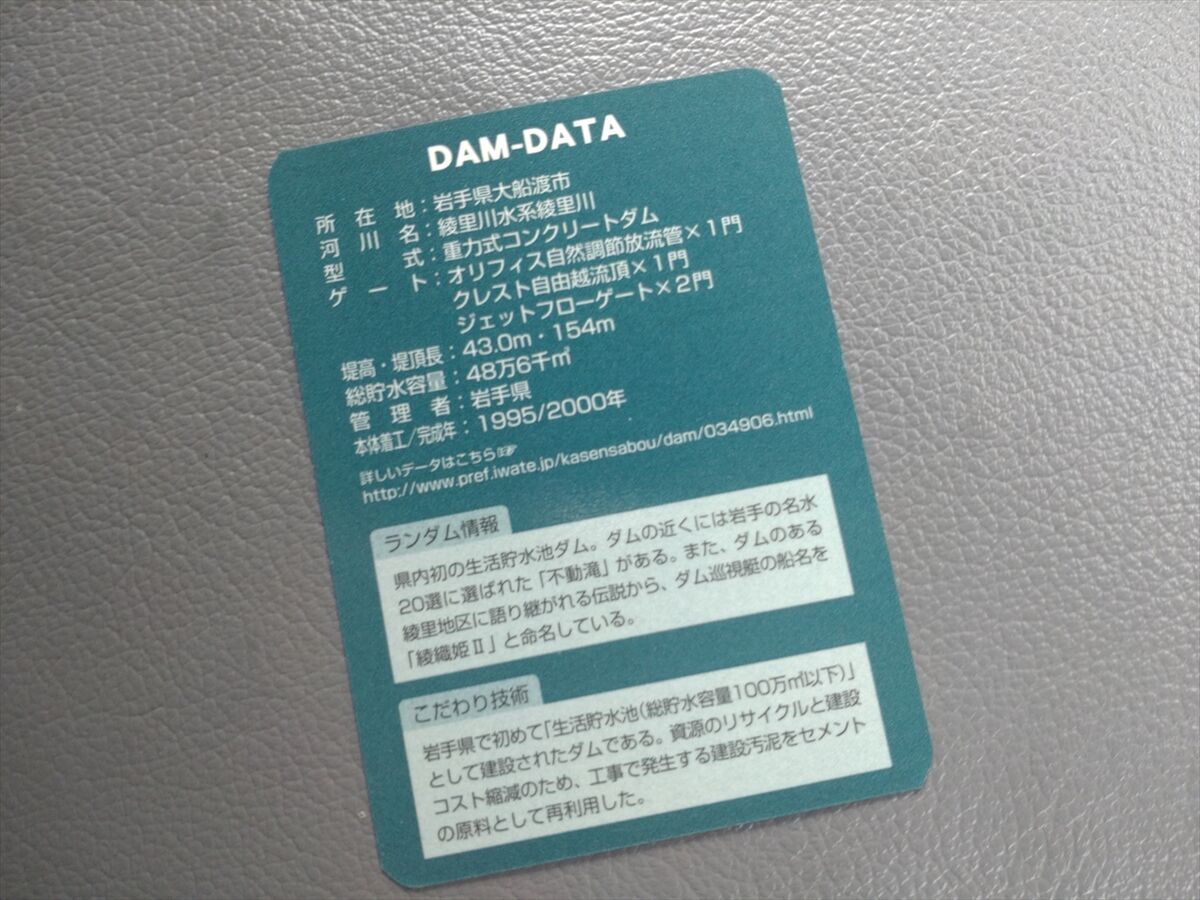 DAM-DATA
所在地：岩手県大船渡市
河川名：綾里川水系綾里川
型式：重力式コンクリートダム
ゲート：オリフィス自然調節放流管×1門
クレスト自由越流頂×1門
ジェットフローゲート×2門
堤高・堤頂長：43.0m・154m
総貯水容量：48万6千㎥
管理者：岩手県
本体着工/完成年：1995/2000年
詳しいデータはこちら☞
http://www.pref.iwate.jp/kasensabou/dam/034906.html
ランダム情報
県内初の生活貯水池ダム。ダムの近くには岩手の名水
20選に選ばれた「不動滝」がある。また、ダムのある
綾里地区に語り継がれる伝説から、ダム巡視艇の船名を
「綾織姫Ⅱ」と命名している。
こだわり技術
岩手県で初めて「生活貯水池（総貯水容量100万㎥以下）」
として建設されたダムである。資源のリサイクルと建設
コスト縮減のため、工事で発生する建設汚泥をセメント
の原料として再利用した。